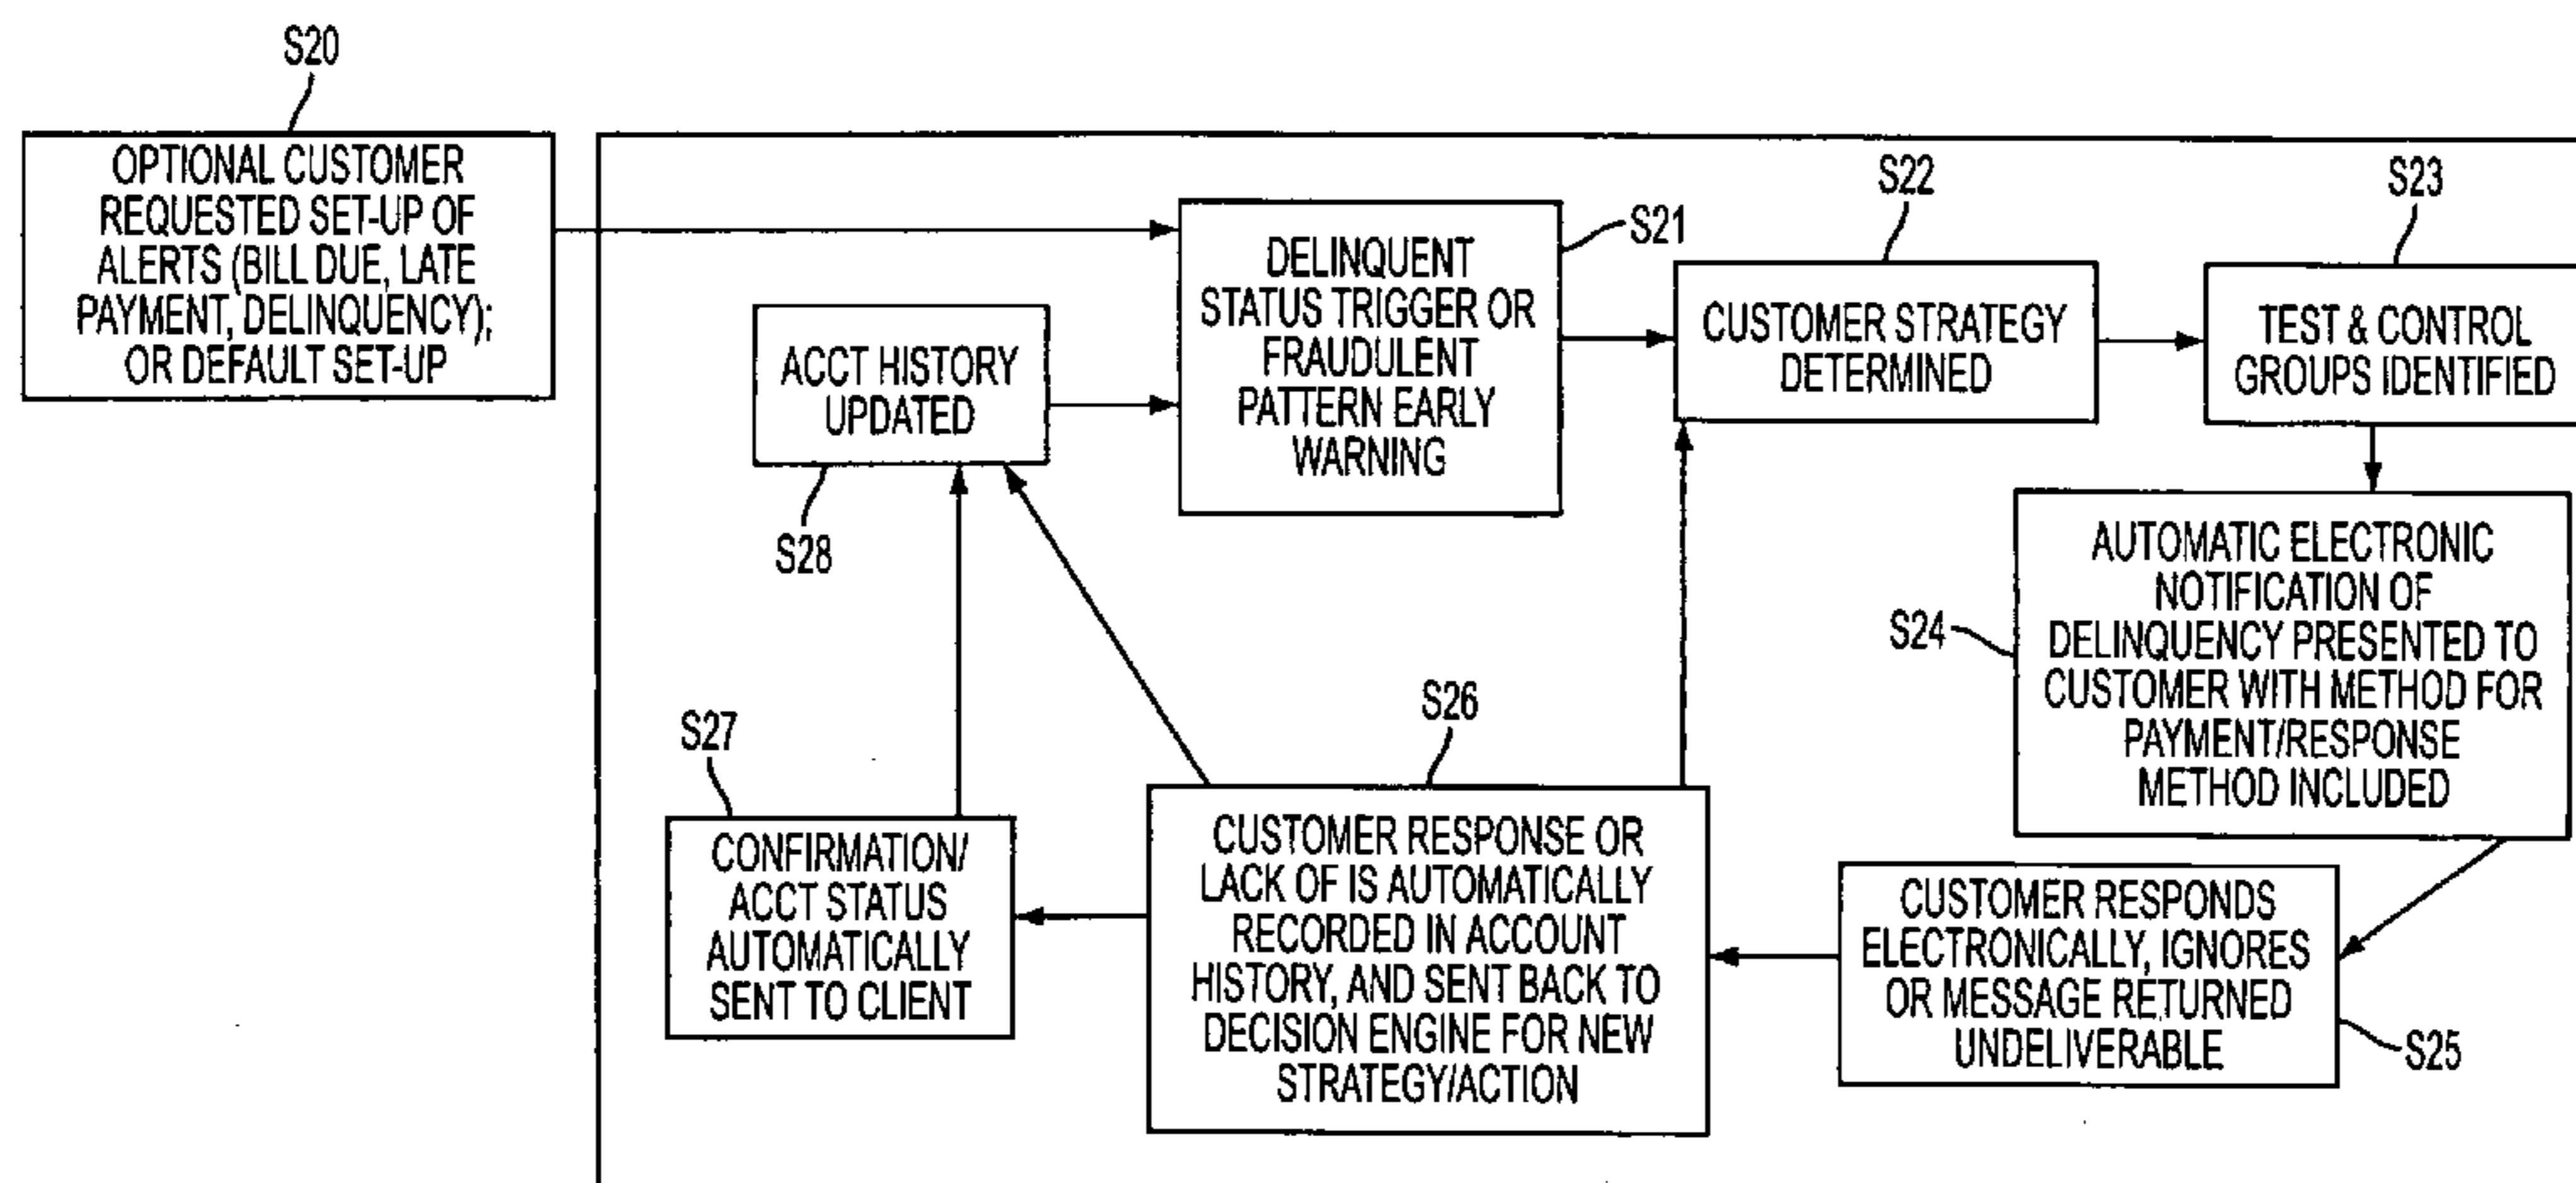 S20
OPTIONAL CUSTOMER
REQUESTED SET-UP OF
ALERTS (BILL DUE, LATE
PAYMENT, DELINQUENCY);
OR DEFAULT SET-UP
S21
DELINQUENT
STATUS TRIGGER OR
FRAUDULENT
PATTERN EARLY
WARNING
S22
CUSTOMER STRATEGY
DETERMINED
S23
TEST & CONTROL
GROUPS IDENTIFIED
S24
AUTOMATIC ELECTRONIC
NOTIFICATION OF
DELINQUENCY PRESENTED TO
CUSTOMER WITH METHOD FOR
PAYMENT/RESPONSE
METHOD INCLUDED
S25
CUSTOMER RESPONDS
ELECTRONICALLY, IGNORES
OR MESSAGE RETURNED
UNDELIVERABLE
S26
CUSTOMER RESPONSE OR
LACK OF IS AUTOMATICALLY
RECORDED IN ACCOUNT
HISTORY, AND SENT BACK TO
DECISION ENGINE FOR NEW
STRATEGY/ACTION
S27
CONFIRMATION/
ACCT STATUS
AUTOMATICALLY
SENT TO CLIENT
ACCT HISTORY
UPDATED
S28